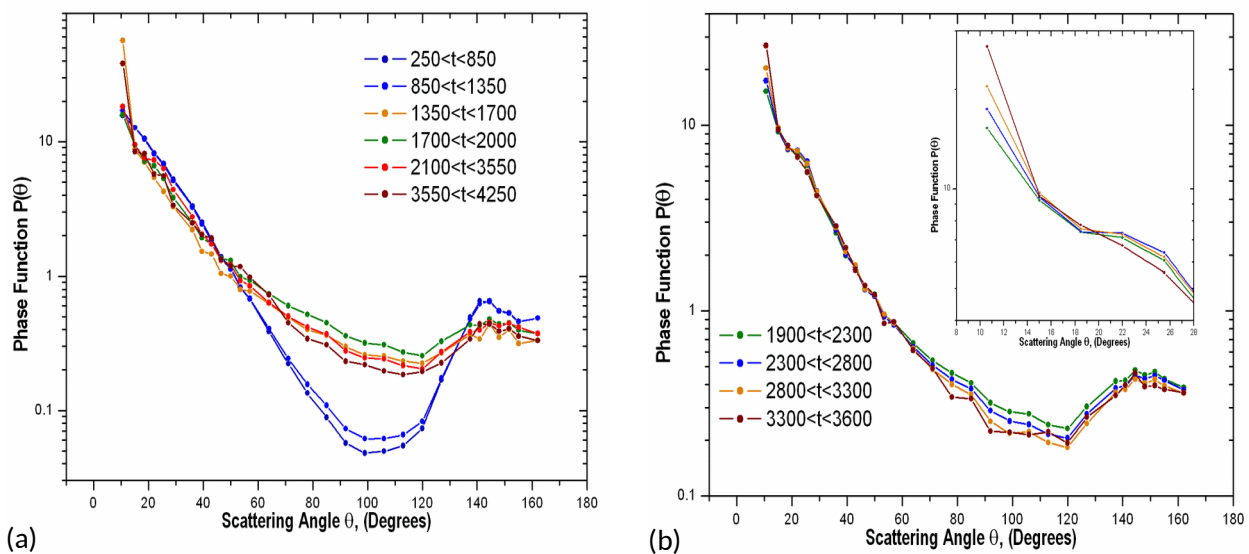 Phase Function P(θ)
10
1
0.1
250<t<850
850<t<1350
1350<t<1700
1700<t<2000
2100<t<3550
3550<t<4250
0 20 40 60 80 100 120 140 160 180
Scattering Angle θ, (Degrees)
(a)
Phase Function P(θ)
10
1
0.1
Phase Function P(θ)
10
8 10 12 14 16 18 20 22 24 26 28
Scattering Angle θ, (Degrees)
1900<t<2300
2300<t<2800
2800<t<3300
3300<t<3600
0 20 40 60 80 100 120 140 160 180
Scattering Angle θ, (Degrees)
(b)